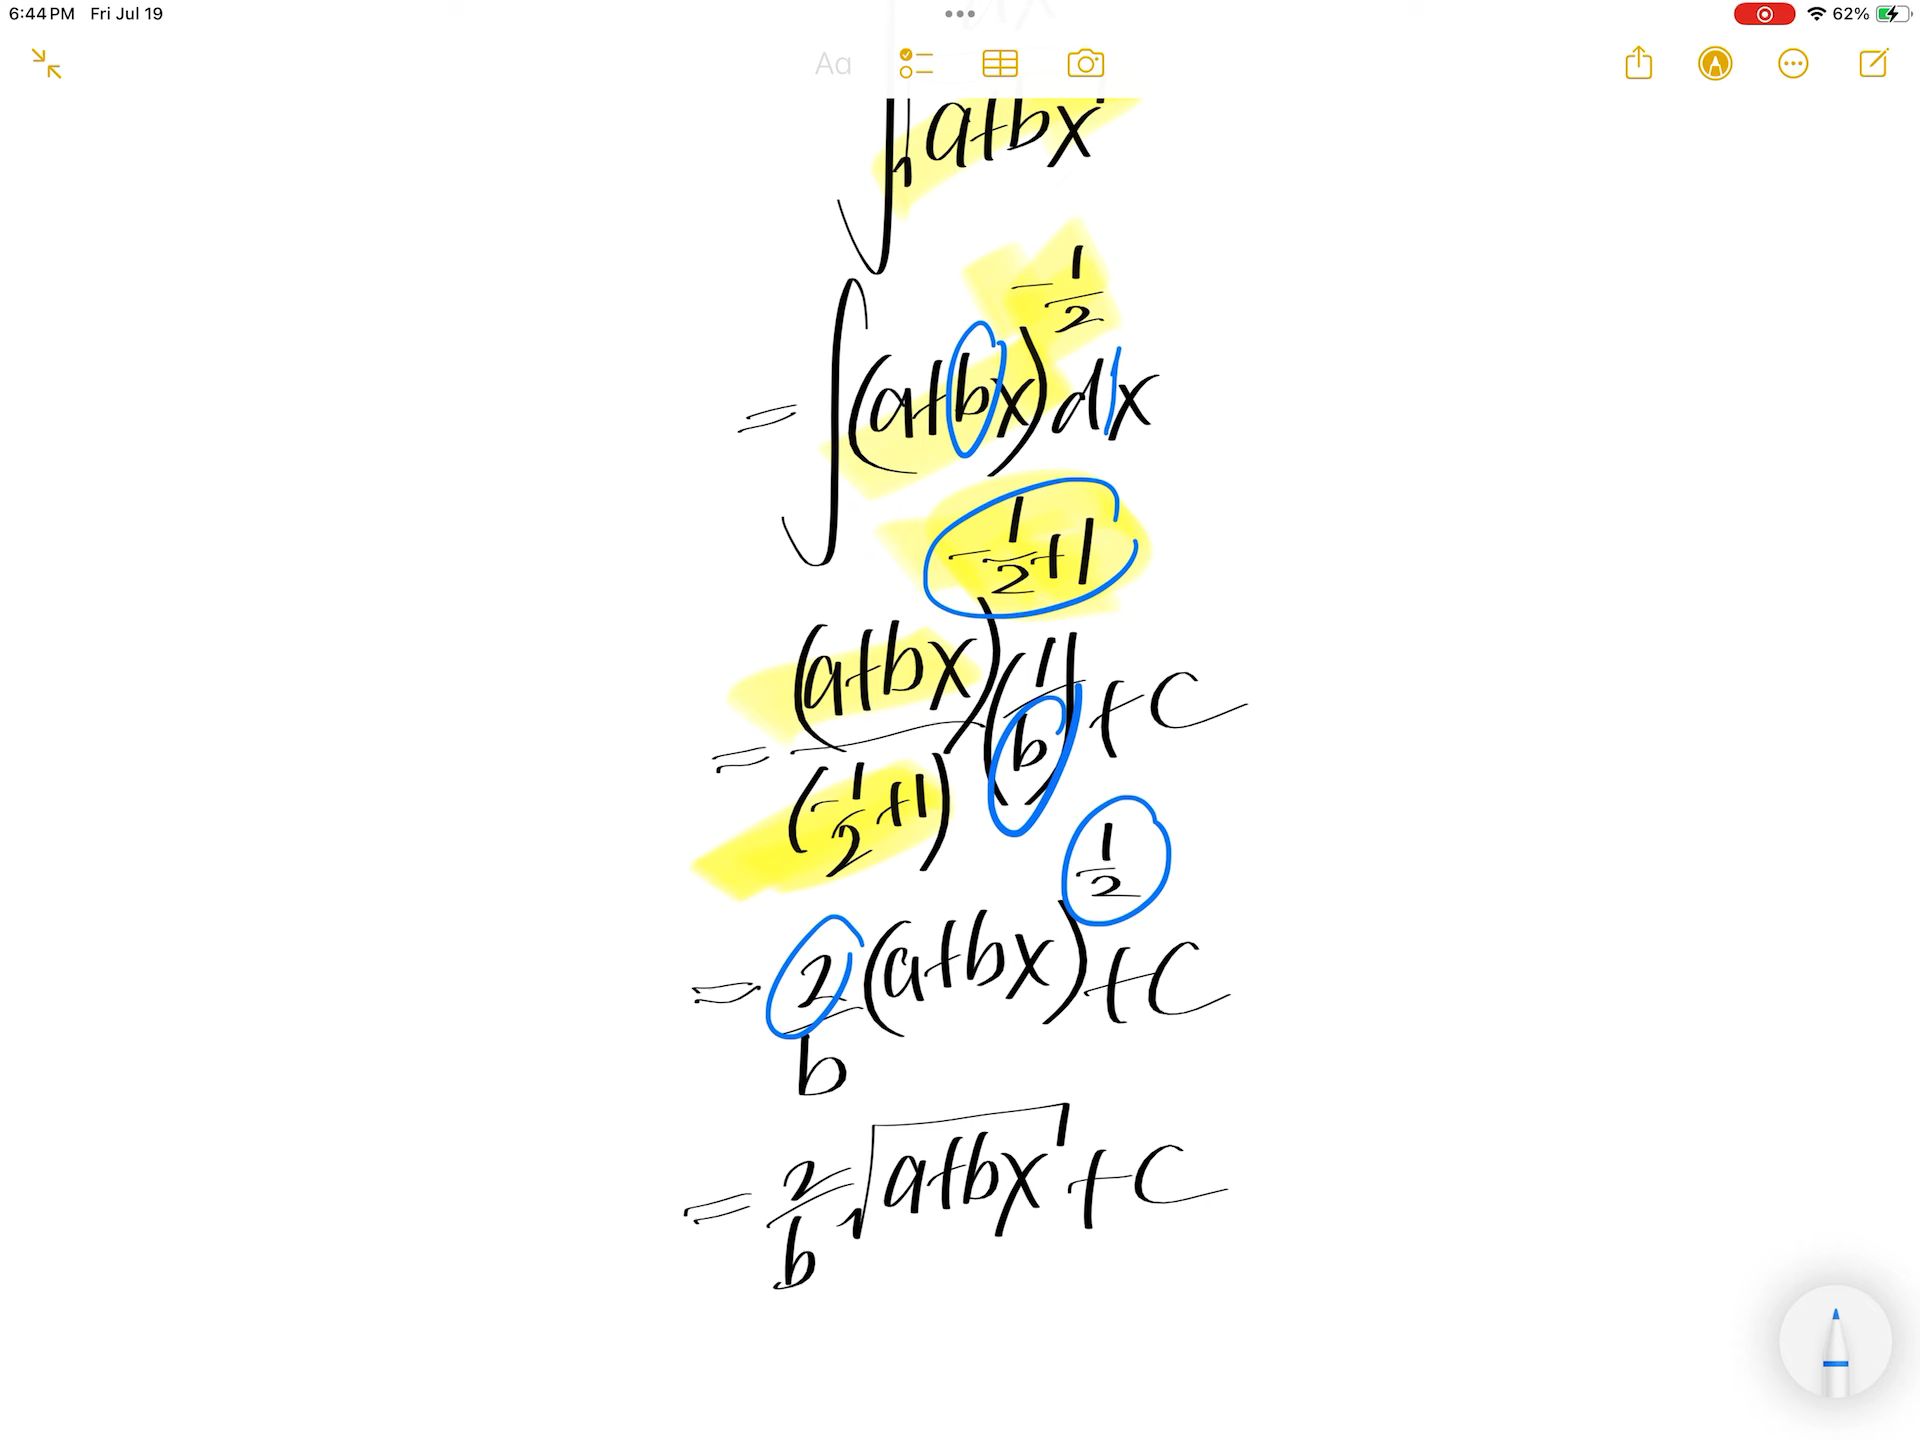 6:44 PM Fri Jul 19
62%
Aa
∫ √(a+bx)
= ∫ (a+bx)^(-1/2) dx
= (a+bx)^(-1/2+1) / (-1/2+1) (1/b) + C
= 2/b (a+bx)^(1/2) + C
= 2/b √(a+bx) + C